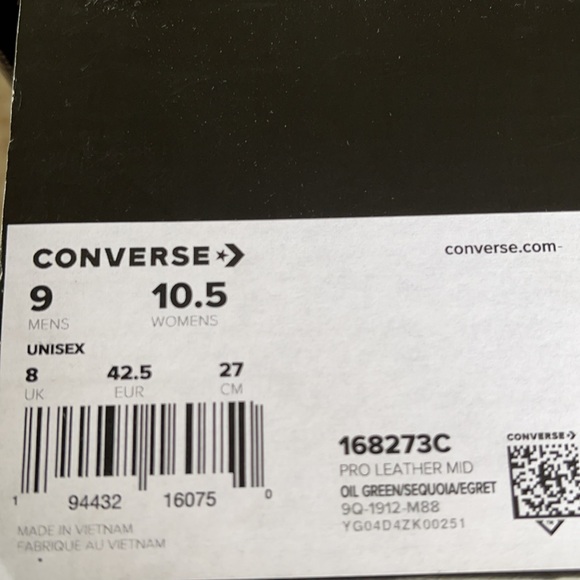 CONVERSE
converse.com-
9 10.5
MENS WOMENS
UNISEX
8 42.5 27
UK EUR CM
1 94432 16075 0
MADE IN VIETNAM
FABRIQUE AU VIETNAM
168273C
PRO LEATHER MID
OIL GREEN/SEQUOIA/EGRET
9Q-1912-M88
YG04D4ZK00251
CONVERSE